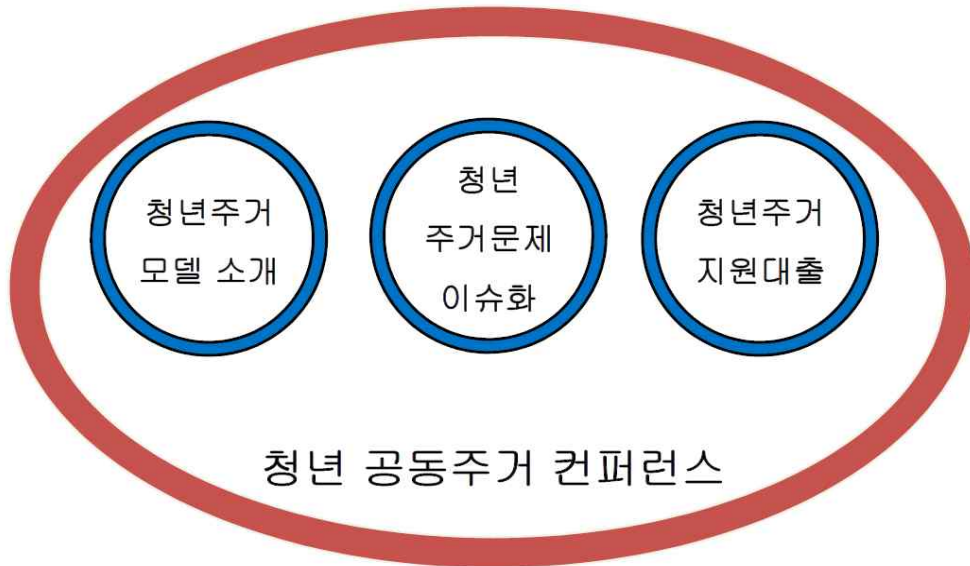 청년주거
모델 소개
청년
주거문제
이슈화
청년주거
지원대출
청년 공동주거 컨퍼런스